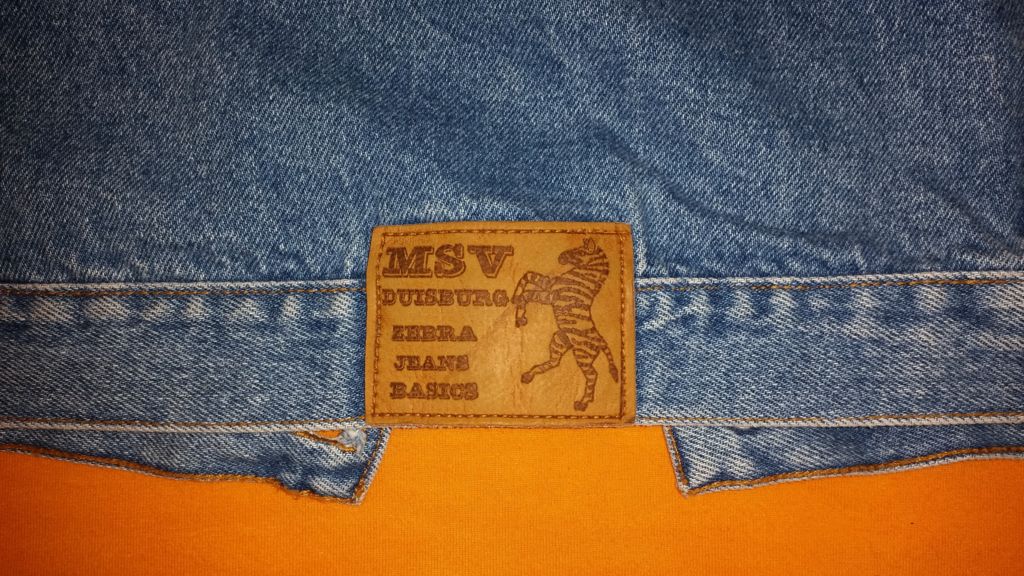 MSV
DUISBURG
ZEBRA
JEANS
BASICS